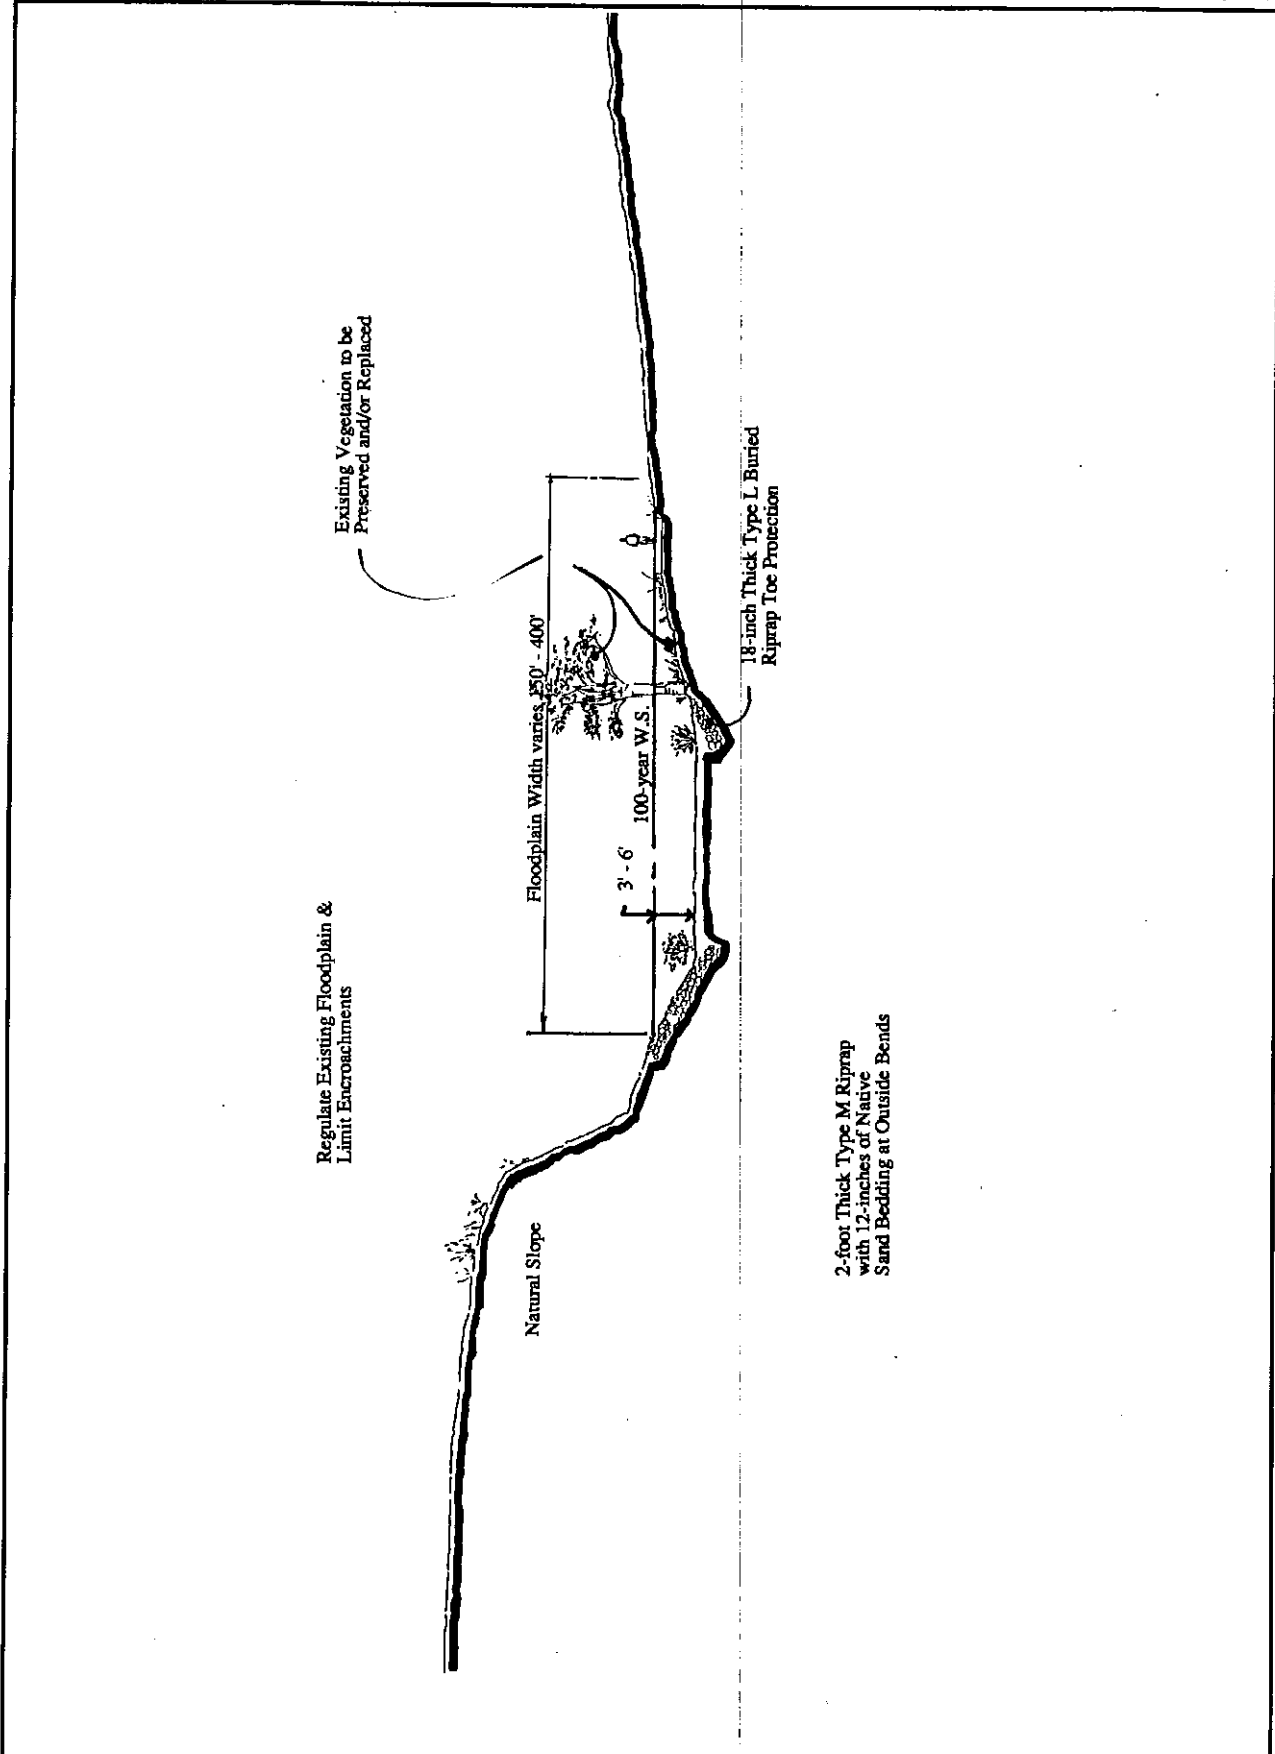 Regulate Existing Floodplain &
Limit Encroachments
Existing Vegetation to be
Preserved and/or Replaced
Floodplain Width varies, - 400'
3' - 6'
100-year W.S.
Natural Slope
18-inch Thick Type L Buried
Riprap Toe Protection
2-foot Thick Type M Riprap
with 12-inches of Native
Sand Bedding at Outside Bends